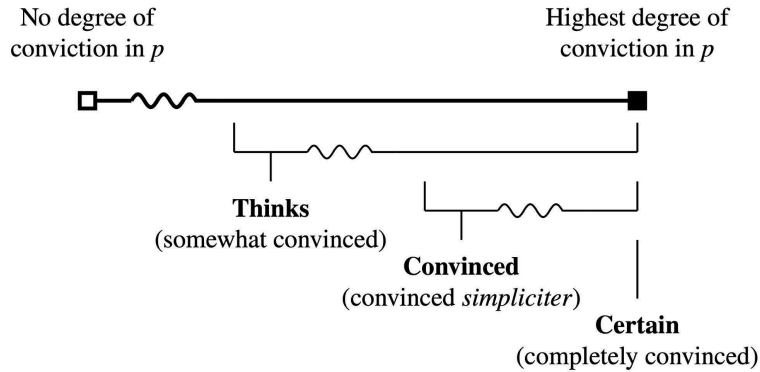 No degree of
conviction in p
Highest degree of
conviction in p
Thinks
(somewhat convinced)
Convinced
(convinced simpliciter)
Certain
(completely convinced)